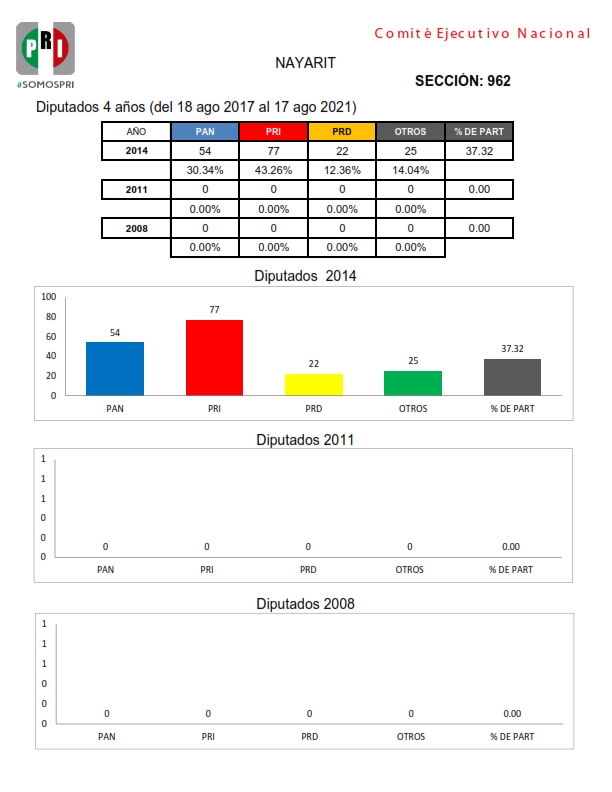 Comité Ejecutivo Nacional
PRI
#SOMOSPRI
NAYARIT
SECCIÓN: 962
Diputados 4 años (del 18 ago 2017 al 17 ago 2021)
AÑO PAN PRI PRD OTROS % DE PART
2014 54 77 22 25 37.32
30.34% 43.26% 12.36% 14.04%
2011 0 0 0 0 0.00
0.00% 0.00% 0.00% 0.00%
2008 0 0 0 0 0.00
0.00% 0.00% 0.00% 0.00%
Diputados 2014
100
80
60
40
20
0
54 77 22 25 37.32
PAN PRI PRD OTROS % DE PART
Diputados 2011
1
1
1
0
0
0
0 0 0 0 0.00
PAN PRI PRD OTROS % DE PART
Diputados 2008
1
1
1
0
0
0
0 0 0 0 0.00
PAN PRI PRD OTROS % DE PART